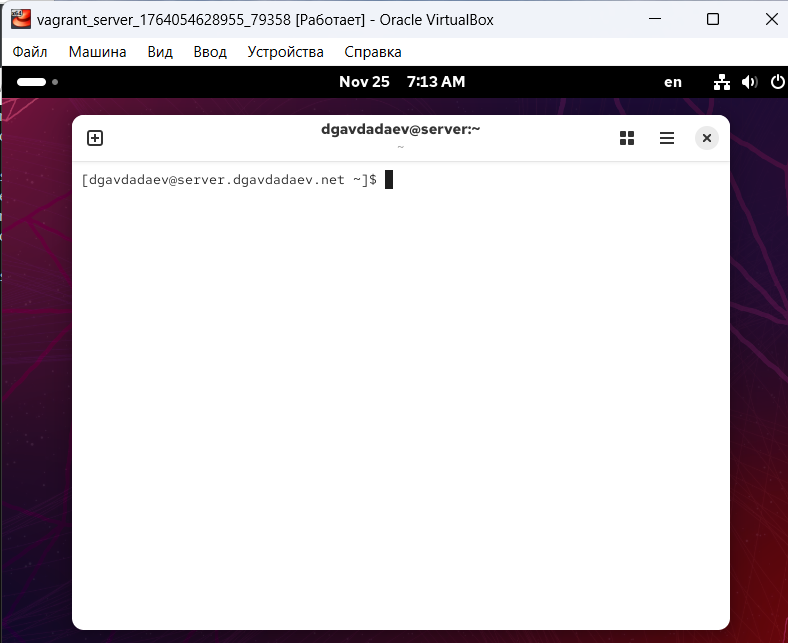 vagrant_server_1764054628955_79358 [Работает] - Oracle VirtualBox
Файл Машина Вид Ввод Устройства Справка
Nov 25 7:13 AM en
dgavdadaev@server:~
~
[dgavdadaev@server.dgavdadaev.net ~]$